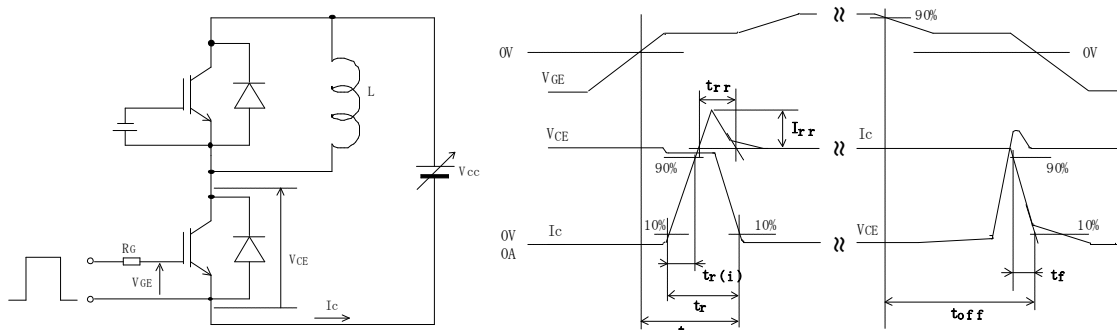 L
Vcc
RG
VGE
VCE
Ic
90%
0V
0V
VGE
trr
Irr
VCE
Ic
90%
90%
10%
10%
10%
Ic
VCE
0V
0A
tr(i)
tf
tr
toff